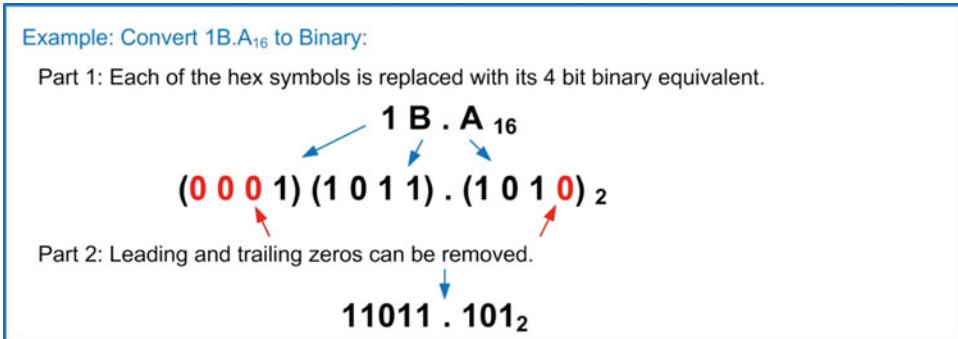 Example: Convert 1B.A₁₆ to Binary:
Part 1: Each of the hex symbols is replaced with its 4 bit binary equivalent.
1 B . A ₁₆
(0 0 0 1) (1 0 1 1) . (1 0 1 0) ₂
Part 2: Leading and trailing zeros can be removed.
11011 . 101₂